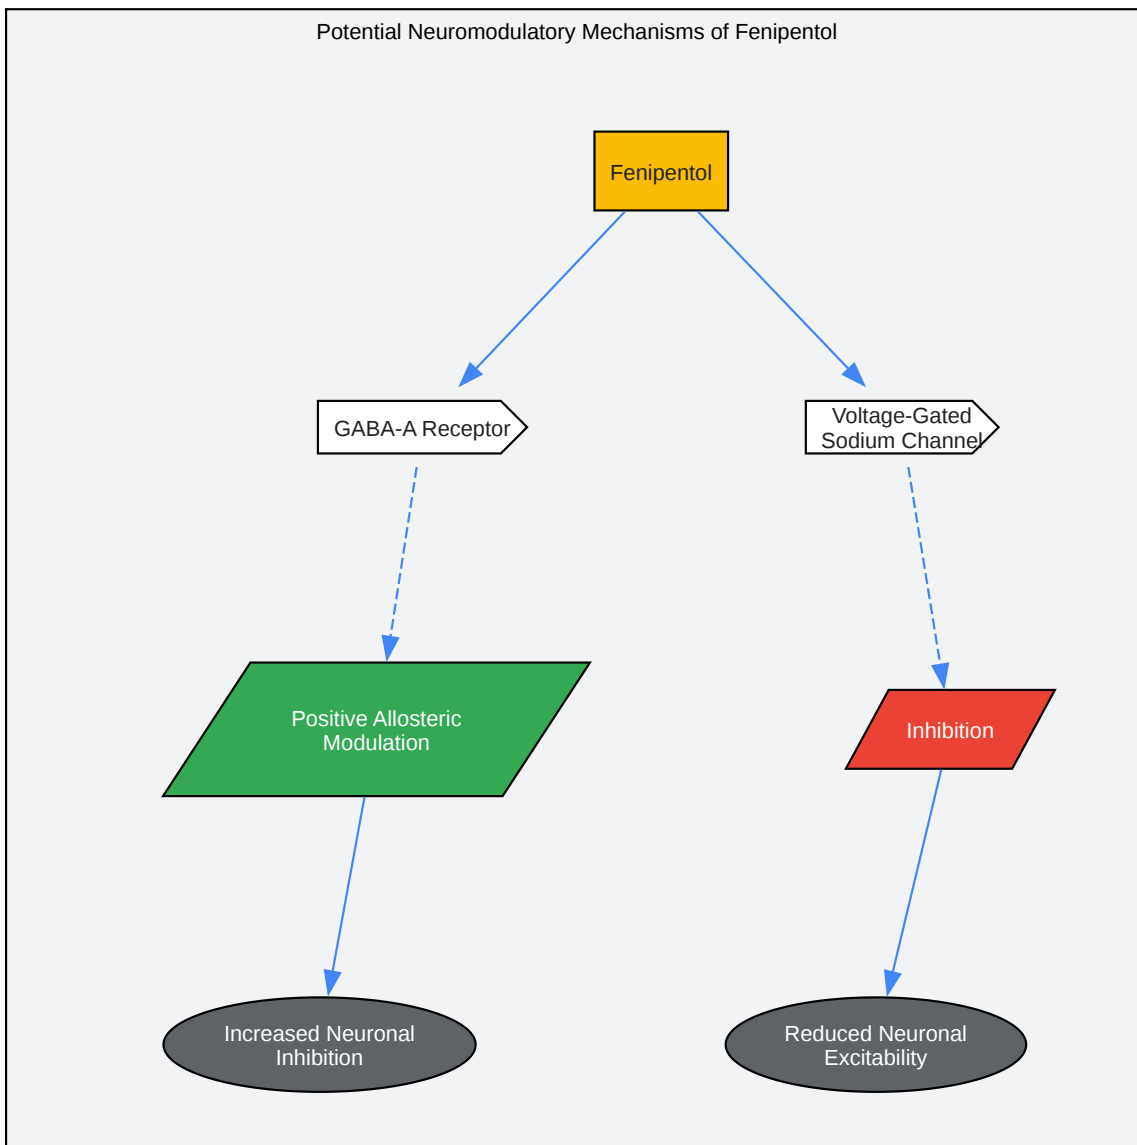 Potential Neuromodulatory Mechanisms of Fenipentol
Fenipentol
GABA-A Receptor
Voltage-Gated
Sodium Channel
Positive Allosteric
Modulation
Inhibition
Increased Neuronal
Inhibition
Reduced Neuronal
Excitability